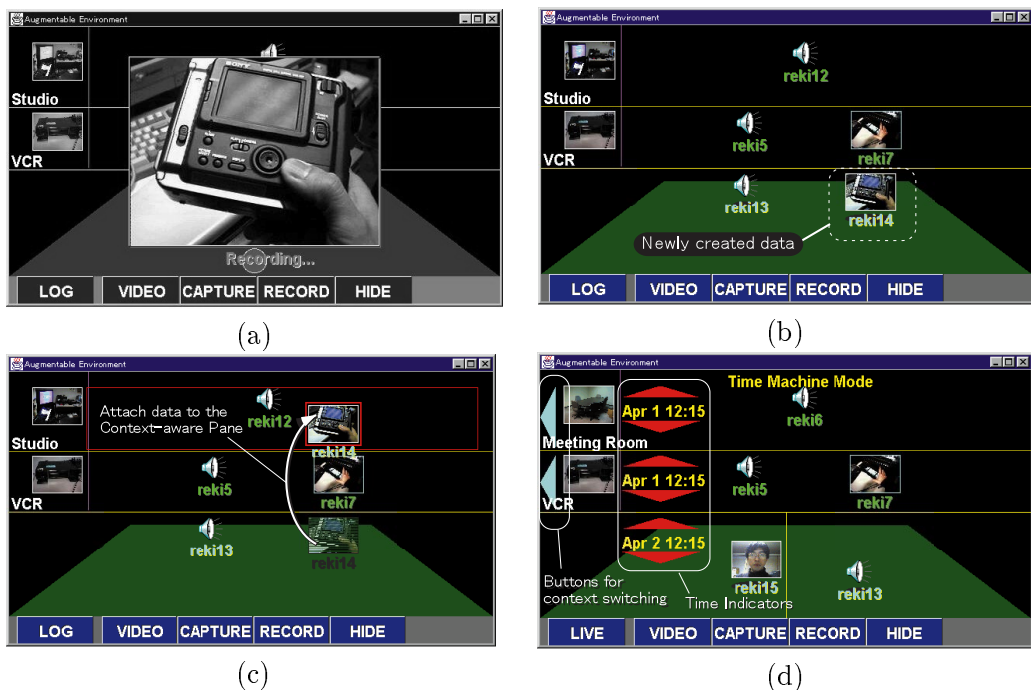 Augmentable Environment
SONY
Studio
VCR
Recording...
LOG VIDEO CAPTURE RECORD HIDE
(a)
Augmentable Environment
reki12
Studio
reki5
reki7
VCR
reki13
reki14
Newly created data
LOG VIDEO CAPTURE RECORD HIDE
(b)
Augmentable Environment
Attach data to the
Context-aware Pane
reki12
reki14
Studio
reki5
reki7
VCR
reki13
reki14
LOG VIDEO CAPTURE RECORD HIDE
(c)
Augmentable Environment
Time Machine Mode
Apr 1 12:15
reki6
Meeting Room
Apr 1 12:15
reki5
reki7
VCR
Apr 2 12:15
Buttons for
context switching
reki15
reki13
Time Indicators
LIVE VIDEO CAPTURE RECORD HIDE
(d)